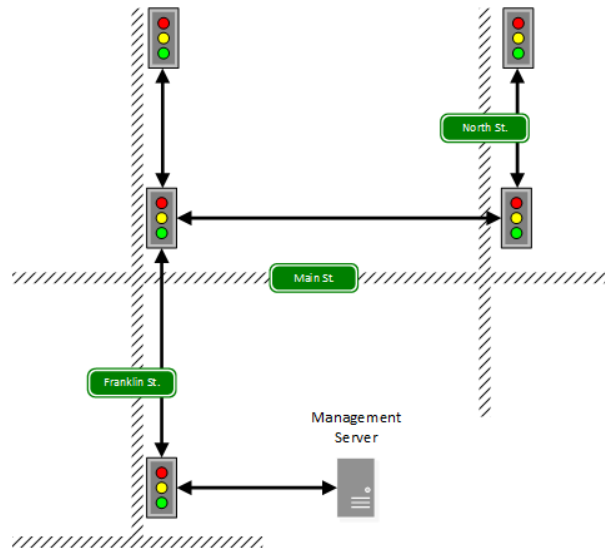 North St.
Main St.
Franklin St.
Management
Server